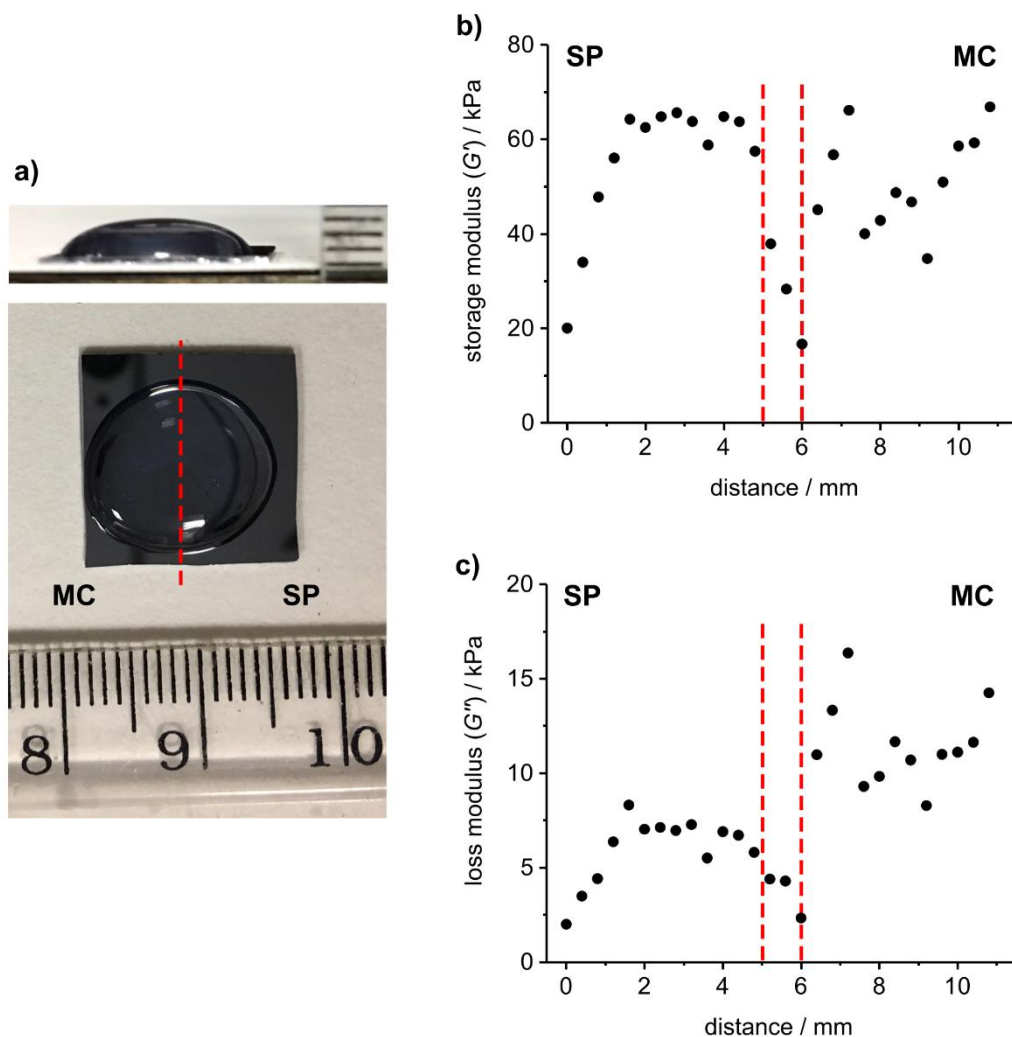 a)
MC SP
8 9 10
b)
SP MC
80
60
40
20
0
storage modulus (G') / kPa
0 2 4 6 8 10
distance / mm
c)
SP MC
20
15
10
5
0
loss modulus (G") / kPa
0 2 4 6 8 10
distance / mm